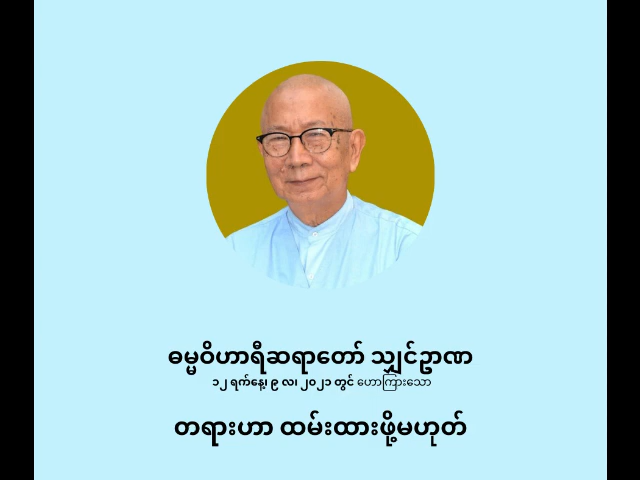 ဓမ္မဝိဟာရီဆရာတော် သျှင်ဥာဏ
၁၂ ရက်နေ့၊ ၉ လ၊ ၂၀၂၁ တွင် ဟောကြားသော
တရားဟာ ထမ်းထားဖို့မဟုတ်